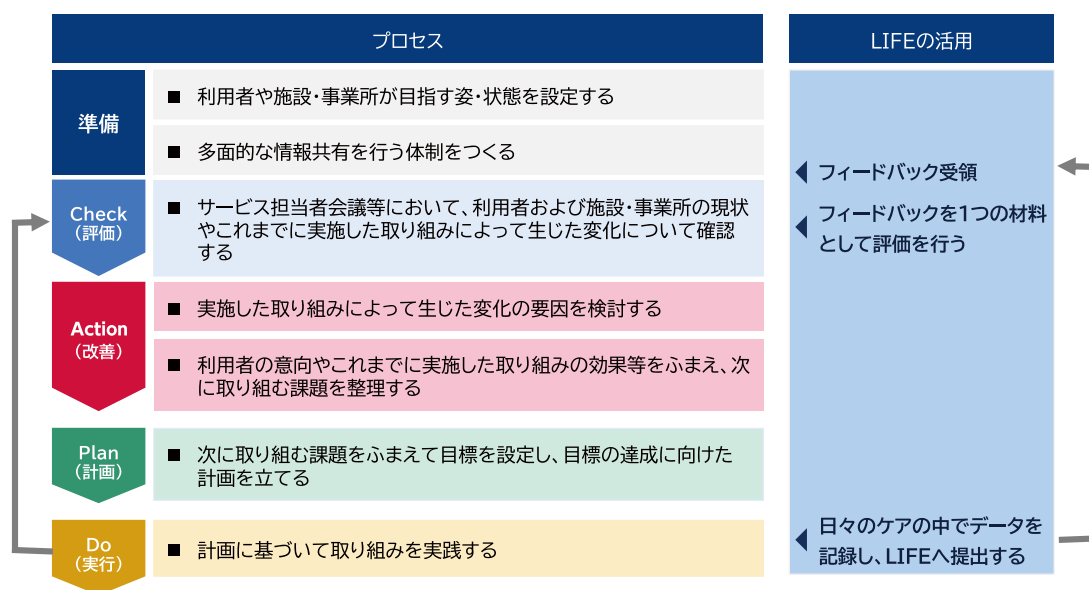 プロセス
LIFEの活用
準備
■ 利用者や施設・事業所が目指す姿・状態を設定する
■ 多面的な情報共有を行う体制をつくる
Check
（評価）
■ サービス担当者会議等において、利用者および施設・事業所の現状
やこれまでに実施した取り組みによって生じた変化について確認
する
Action
（改善）
■ 実施した取り組みによって生じた変化の要因を検討する
■ 利用者の意向やこれまでに実施した取り組みの効果等をふまえ、次
に取り組む課題を整理する
Plan
（計画）
■ 次に取り組む課題をふまえて目標を設定し、目標の達成に向けた
計画を立てる
Do
（実行）
■ 計画に基づいて取り組みを実践する
フィードバック受領
フィードバックを1つの材料
として評価を行う
日々のケアの中でデータを
記録し、LIFEへ提出する